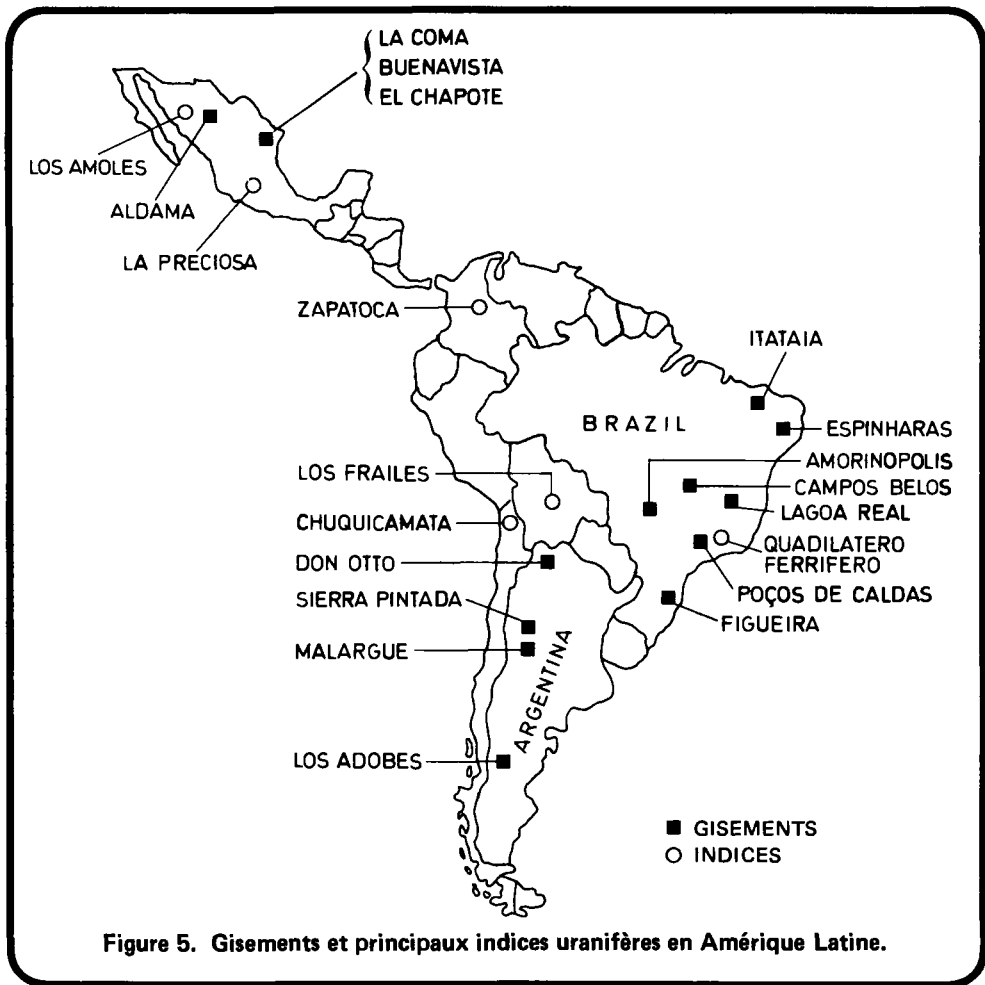 LA COMA
BUENAVISTA
EL CHAPOTE
LOS AMOLES
ALDAMA
LA PRECIOSA
ZAPATOCA
ITATAIA
BRAZIL
ESPINHARAS
AMORINOPOLIS
LOS FRAILES
CAMPOS BELOS
LAGOA REAL
CHUQUICAMATA
QUADILATERO
FERRIFERO
DON OTTO
POÇOS DE CALDAS
SIERRA PINTADA
FIGUEIRA
MALARGUE
ARGENTINA
LOS ADOBES
GISEMENTS
INDICES
Figure 5. Gisements et principaux indices uranifères en Amérique Latine.